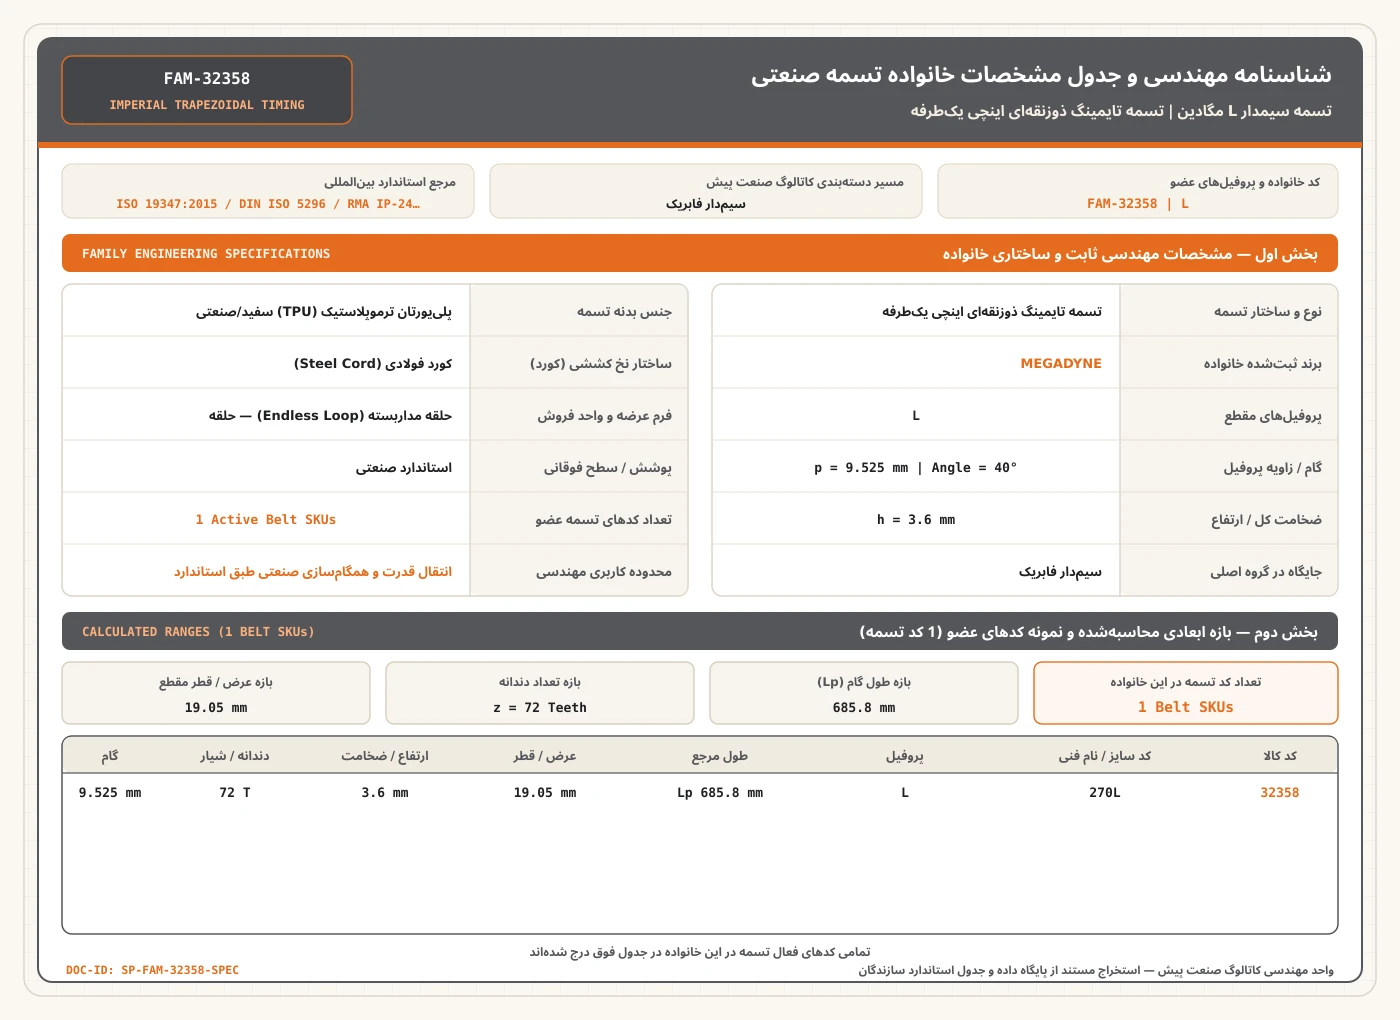 شناسنامه مهندسی و جدول مشخصات خانواده تسمه صنعتی
تسمه سیمدار L مگادین | تسمه تایمینگ ذوزنقه‌ای اینچی یک‌طرفه
FAM-32358
IMPERIAL TRAPEZOIDAL TIMING
کد خانواده و پروفیل‌های عضو
FAM-32358 | L
مسیر دسته‌بندی کاتالوگ صنعت پیش
سیم‌دار فابریک
مرجع استاندارد بین‌المللی
ISO 19347:2015 / DIN ISO 5296 / RMA IP-24…
بخش اول — مشخصات مهندسی ثابت و ساختاری خانواده
FAMILY ENGINEERING SPECIFICATIONS
نوع و ساختار تسمه
تسمه تایمینگ ذوزنقه‌ای اینچی یک‌طرفه
برند ثبت‌شده خانواده
MEGADYNE
پروفیل‌های مقطع
L
گام / زاویه پروفیل
p = 9.525 mm | Angle = 40°
ضخامت کل / ارتفاع
h = 3.6 mm
جایگاه در گروه اصلی
سیم‌دار فابریک
جنس بدنه تسمه
پلی‌یورتان ترموپلاستیک (TPU) سفید/صنعتی
ساختار نخ کششی (کورد)
کورد فولادی (Steel Cord)
فرم عرضه و واحد فروش
حلقه مداربسته (Endless Loop) — حلقه
پوشش / سطح فوقانی
استاندارد صنعتی
تعداد کدهای تسمه عضو
1 Active Belt SKUs
محدوده کاربری مهندسی
انتقال قدرت و همگام‌سازی صنعتی طبق استاندارد
بخش دوم — بازه ابعادی محاسبه‌شده و نمونه کدهای عضو (1 کد تسمه)
CALCULATED RANGES (1 BELT SKUs)
تعداد کد تسمه در این خانواده
1 Belt SKUs
بازه طول گام (Lp)
685.8 mm
بازه تعداد دندانه
z = 72 Teeth
بازه عرض / قطر مقطع
19.05 mm
کد کالا کد سایز / نام فنی پروفیل طول مرجع عرض / قطر ارتفاع / ضخامت دندانه / شیار گام
32358 270L L Lp 685.8 mm 19.05 mm 3.6 mm 72 T 9.525 mm
تمامی کدهای فعال تسمه در این خانواده در جدول فوق درج شده‌اند
واحد مهندسی کاتالوگ صنعت پیش — استخراج مستند از پایگاه داده و جدول استاندارد سازندگان
DOC-ID: SP-FAM-32358-SPEC